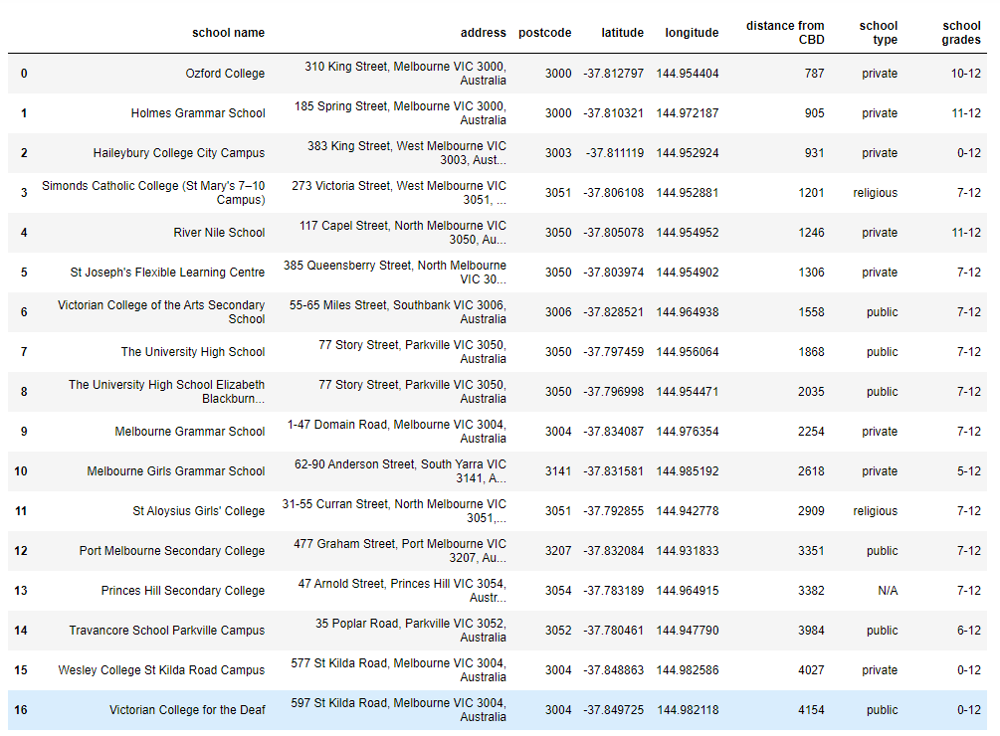 school name address postcode latitude longitude distance from CBD school type school grades
0 Ozford College 310 King Street, Melbourne VIC 3000, Australia 3000 -37.812797 144.954404 787 private 10-12
1 Holmes Grammar School 185 Spring Street, Melbourne VIC 3000, Australia 3000 -37.810321 144.972187 905 private 11-12
2 Haileybury College City Campus 383 King Street, West Melbourne VIC 3003, Aust... 3003 -37.811119 144.952924 931 private 0-12
3 Simonds Catholic College (St Mary's 7–10 Campus) 273 Victoria Street, West Melbourne VIC 3051, ... 3051 -37.806108 144.952881 1201 religious 7-12
4 River Nile School 117 Capel Street, North Melbourne VIC 3050, Au... 3050 -37.805078 144.954952 1246 private 11-12
5 St Joseph's Flexible Learning Centre 385 Queensberry Street, North Melbourne VIC 30... 3050 -37.803974 144.954902 1306 private 7-12
6 Victorian College of the Arts Secondary School 55-65 Miles Street, Southbank VIC 3006, Australia 3006 -37.828521 144.964938 1558 public 7-12
7 The University High School 77 Story Street, Parkville VIC 3050, Australia 3050 -37.797459 144.956064 1868 public 7-12
8 The University High School Elizabeth Blackburn... 77 Story Street, Parkville VIC 3050, Australia 3050 -37.796998 144.954471 2035 public 7-12
9 Melbourne Grammar School 1-47 Domain Road, Melbourne VIC 3004, Australia 3004 -37.834087 144.976354 2254 private 7-12
10 Melbourne Girls Grammar School 62-90 Anderson Street, South Yarra VIC 3141, A... 3141 -37.831581 144.985192 2618 private 5-12
11 St Aloysius Girls' College 31-55 Curran Street, North Melbourne VIC 3051,... 3051 -37.792855 144.942778 2909 religious 7-12
12 Port Melbourne Secondary College 477 Graham Street, Port Melbourne VIC 3207, Au... 3207 -37.832084 144.931833 3351 public 7-12
13 Princes Hill Secondary College 47 Arnold Street, Princes Hill VIC 3054, Austr... 3054 -37.783189 144.964915 3382 N/A 7-12
14 Travancore School Parkville Campus 35 Poplar Road, Parkville VIC 3052, Australia 3052 -37.780461 144.947790 3984 public 6-12
15 Wesley College St Kilda Road Campus 577 St Kilda Road, Melbourne VIC 3004, Australia 3004 -37.848863 144.982586 4027 private 0-12
16 Victorian College for the Deaf 597 St Kilda Road, Melbourne VIC 3004, Australia 3004 -37.849725 144.982118 4154 public 0-12